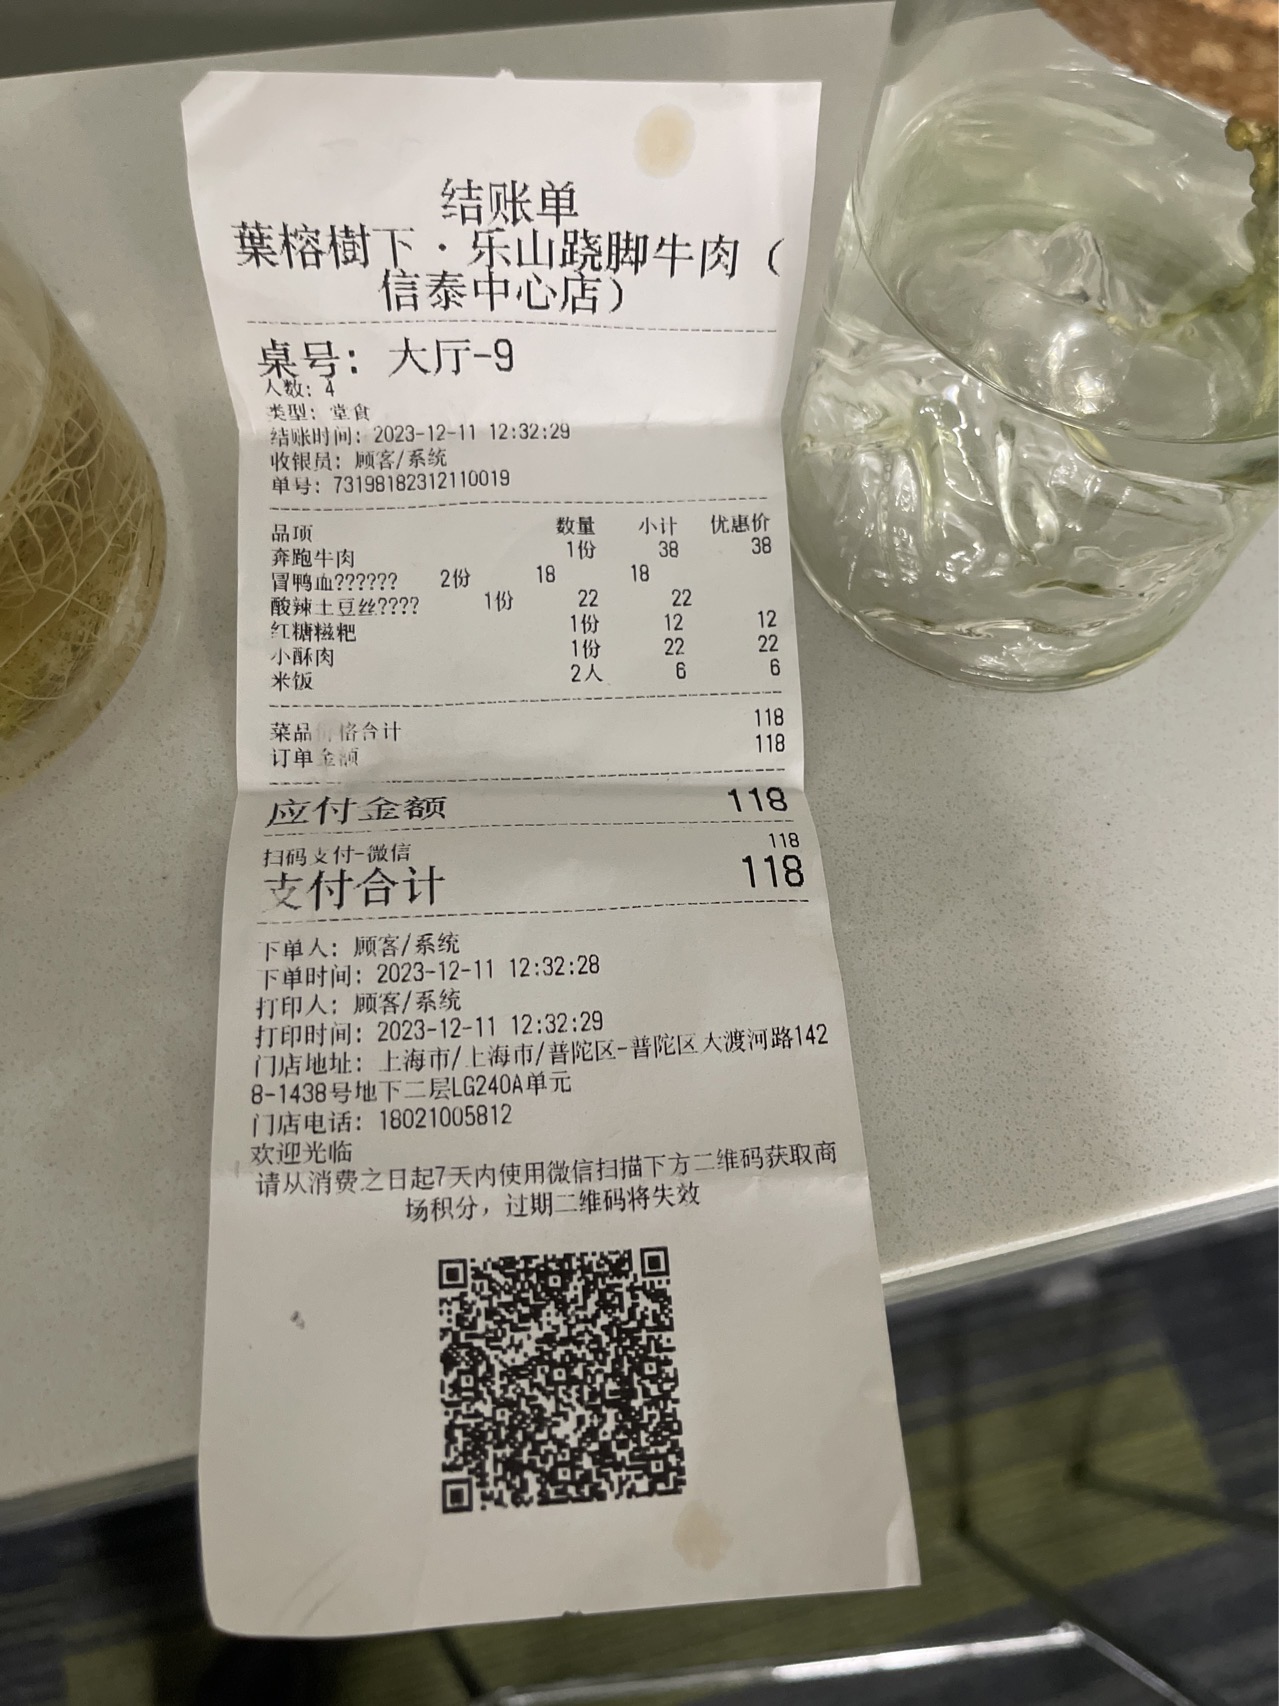 结账单
葉榕樹下·乐山跷脚牛肉（
信泰中心店）
桌号: 大厅-9
人数: 4
类型: 堂食
结账时间: 2023-12-11 12:32:29
收银员: 顾客/系统
单号: 73198182312110019
品项 数量 小计 优惠价
奔跑牛肉 1份 38 38
冒鸭血?????? 2份 18 18
酸辣土豆丝???? 1份 22 22
红糖糍粑 1份 12 12
小酥肉 1份 22 22
米饭 2人 6 6
菜品价格合计 118
订单金额 118
应付金额 118
扫码支付-微信 118
支付合计 118
下单人: 顾客/系统
下单时间: 2023-12-11 12:32:28
打印人: 顾客/系统
打印时间: 2023-12-11 12:32:29
门店地址: 上海市/上海市/普陀区-普陀区大渡河路142
8-1438号地下二层LG240A单元
门店电话: 18021005812
欢迎光临
请从消费之日起7天内使用微信扫描下方二维码获取商
场积分，过期二维码将失效